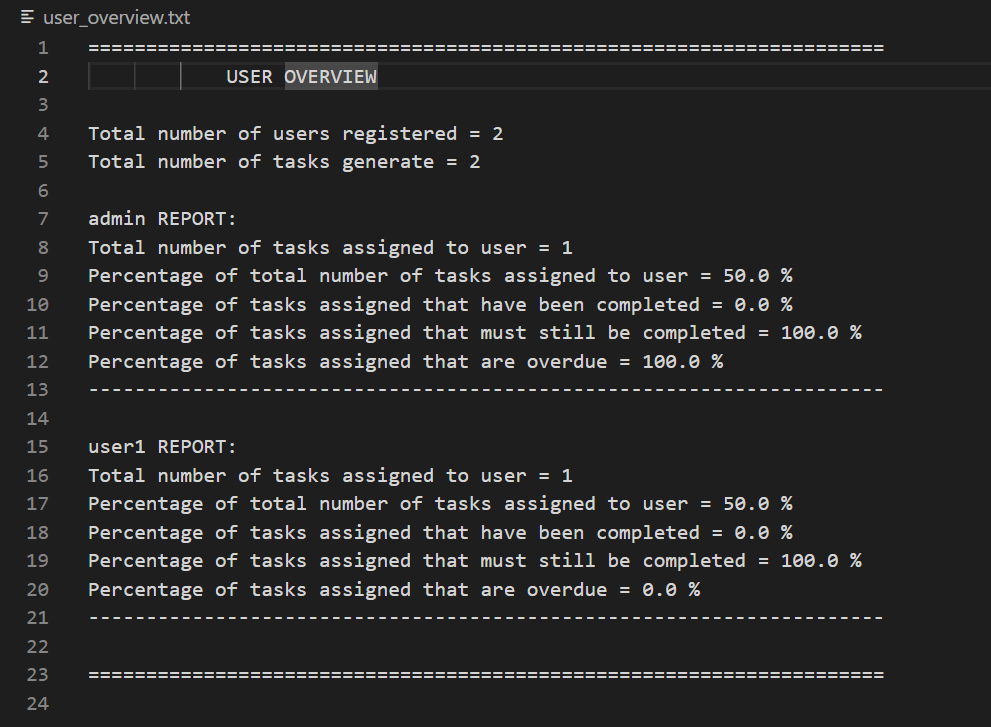 user_overview.txt
1 =====================================================================
2 USER OVERVIEW
3
4 Total number of users registered = 2
5 Total number of tasks generate = 2
6
7 admin REPORT:
8 Total number of tasks assigned to user = 1
9 Percentage of total number of tasks assigned to user = 50.0 %
10 Percentage of tasks assigned that have been completed = 0.0 %
11 Percentage of tasks assigned that must still be completed = 100.0 %
12 Percentage of tasks assigned that are overdue = 100.0 %
13 ---------------------------------------------------------------------
14
15 user1 REPORT:
16 Total number of tasks assigned to user = 1
17 Percentage of total number of tasks assigned to user = 50.0 %
18 Percentage of tasks assigned that have been completed = 0.0 %
19 Percentage of tasks assigned that must still be completed = 100.0 %
20 Percentage of tasks assigned that are overdue = 0.0 %
21 ---------------------------------------------------------------------
22
23 =====================================================================
24